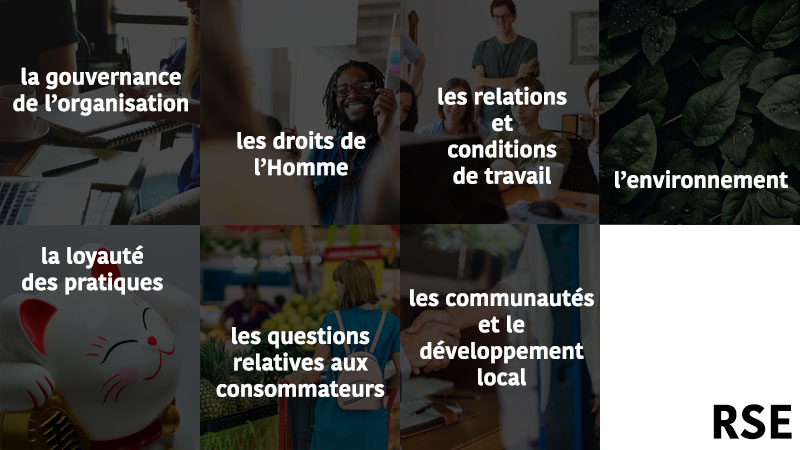 la gouvernance
de l’organisation
les droits de
l’Homme
les relations
et
conditions
de travail
l’environnement
la loyauté
des pratiques
les questions
relatives aux
consommateurs
les communautés
et le
développement
local
RSE